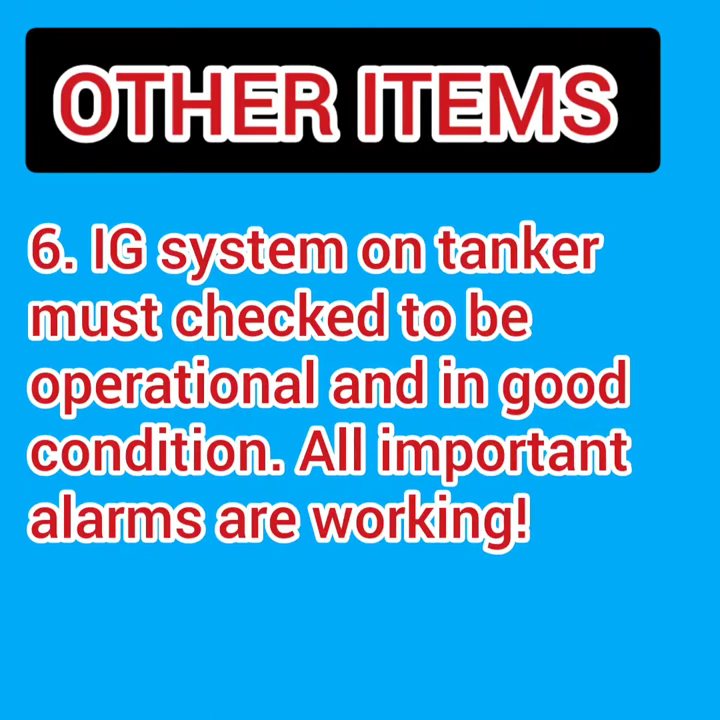 OTHER ITEMS
6. IG system on tanker
must checked to be
operational and in good
condition. All important
alarms are working!